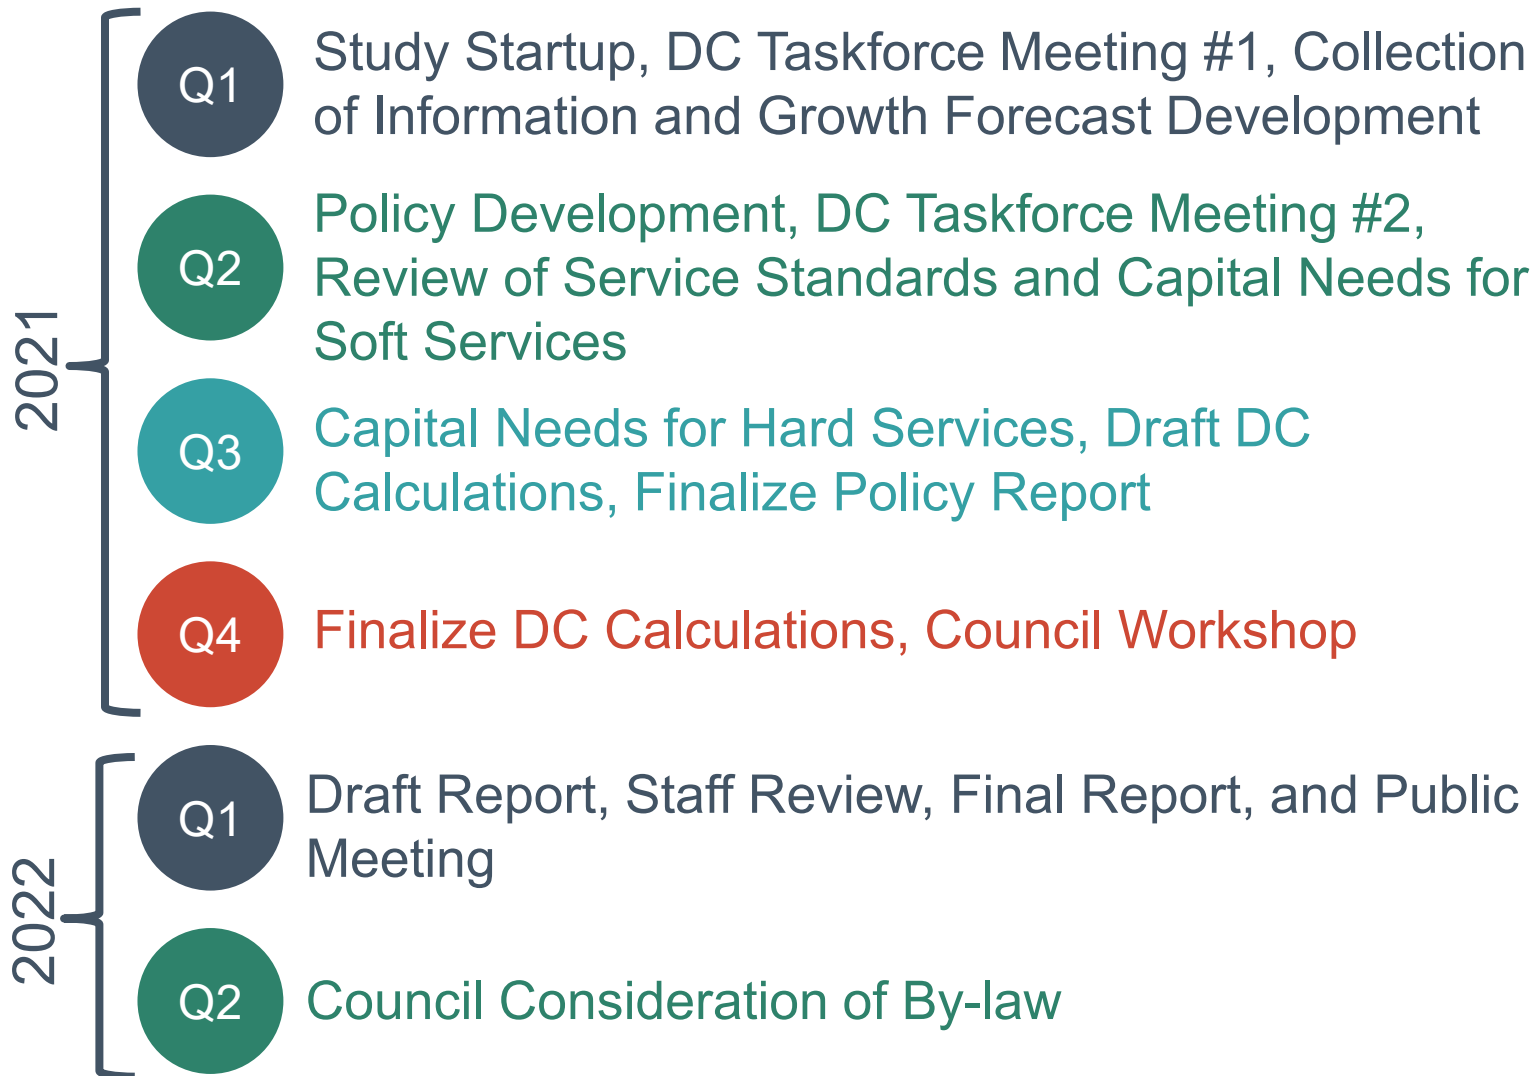 2021
Q1
Study Startup, DC Taskforce Meeting #1, Collection
of Information and Growth Forecast Development
Q2
Policy Development, DC Taskforce Meeting #2,
Review of Service Standards and Capital Needs for
Soft Services
Q3
Capital Needs for Hard Services, Draft DC
Calculations, Finalize Policy Report
Q4
Finalize DC Calculations, Council Workshop
2022
Q1
Draft Report, Staff Review, Final Report, and Public
Meeting
Q2
Council Consideration of By-law